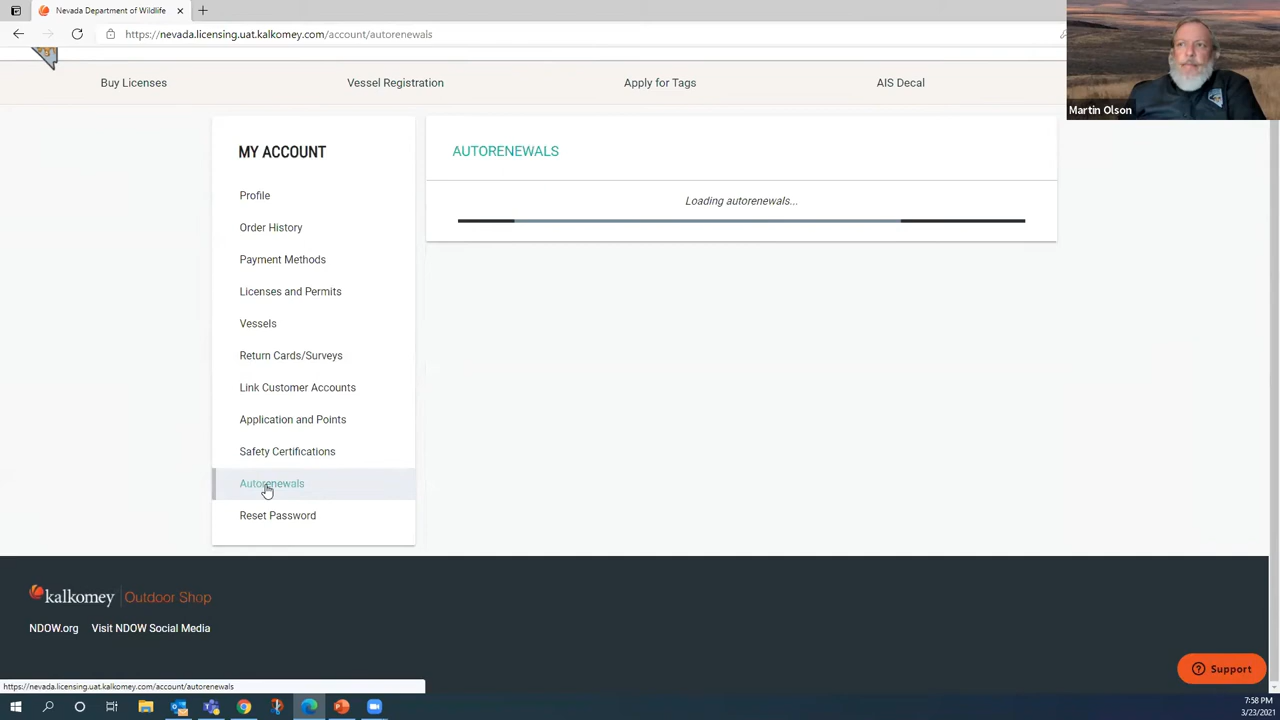 Nevada Department of Wildlife
https://nevada.licensing.uat.kalkomey.com/account/autorenewals
Martin Olson
Buy Licenses
Vessel Registration
Apply for Tags
AIS Decal
MY ACCOUNT
Profile
Order History
Payment Methods
Licenses and Permits
Vessels
Return Cards/Surveys
Link Customer Accounts
Application and Points
Safety Certifications
Autorenewals
Reset Password
AUTORENEWALS
Loading autorenewals...
kalkomey | Outdoor Shop
NDOW.org Visit NDOW Social Media
Support
https://nevada.licensing.uat.kalkomey.com/account/autorenewals
7:58 PM
3/23/2021